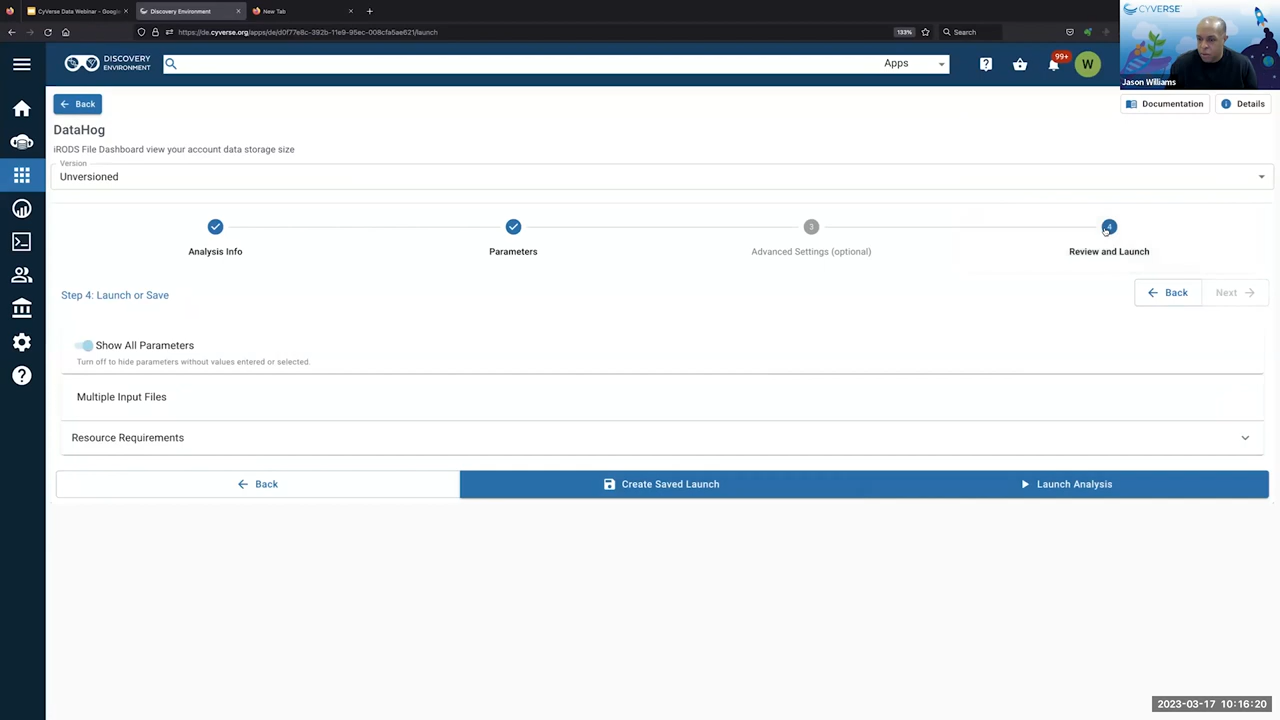 CyVerse Data Webinar - Google
Discovery Environment
New Tab
https://de.cyverse.org/apps/de/d0f77e8c-392b-11e9-95ec-008cfa5ae621/launch
133%
Search
CYVERSE
Jason Williams
DISCOVERY
ENVIRONMENT
Apps
99+
W
Back
Documentation
Details
DataHog
iRODS File Dashboard view your account data storage size
Version
Unversioned
3
4
Analysis Info
Parameters
Advanced Settings (optional)
Review and Launch
Step 4: Launch or Save
Back
Next
Show All Parameters
Turn off to hide parameters without values entered or selected.
Multiple Input Files
Resource Requirements
Back
Create Saved Launch
Launch Analysis
2023-03-17 10:16:20